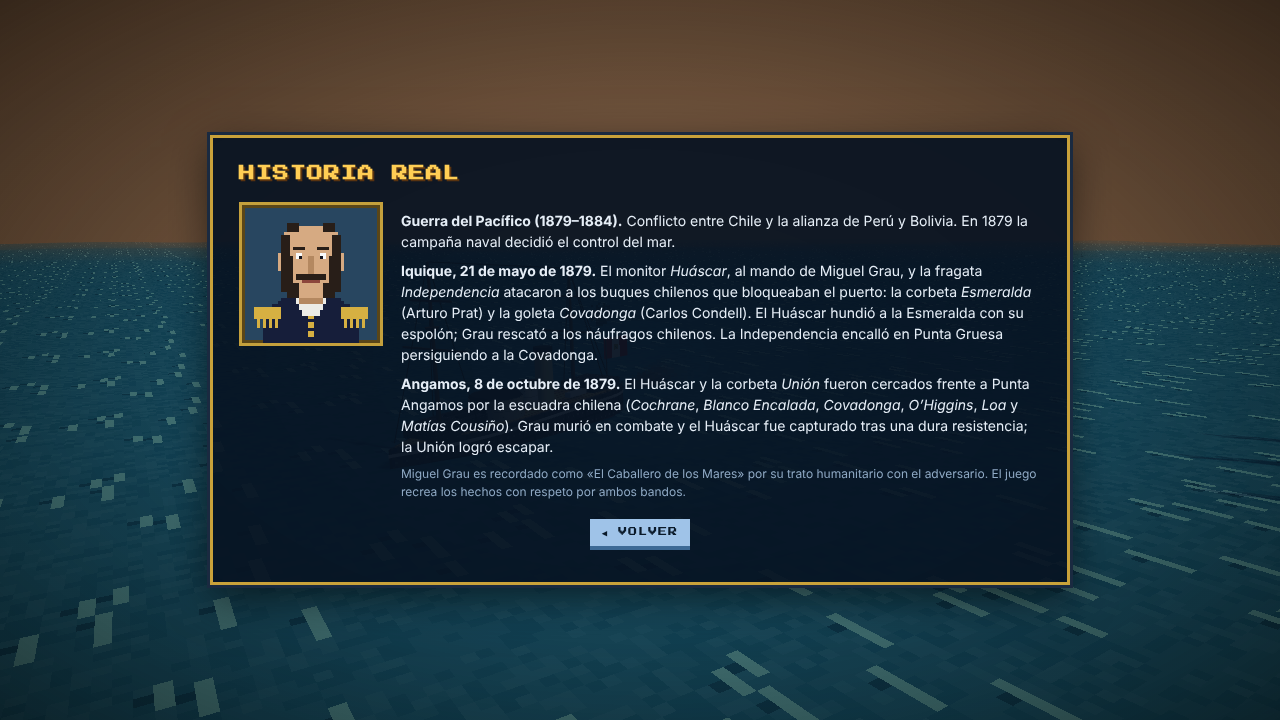 HISTORIA REAL
Guerra del Pacífico (1879–1884). Conflicto entre Chile y la alianza de Perú y Bolivia. En 1879 la
campaña naval decidió el control del mar.
Iquique, 21 de mayo de 1879. El monitor Huáscar, al mando de Miguel Grau, y la fragata
Independencia atacaron a los buques chilenos que bloqueaban el puerto: la corbeta Esmeralda
(Arturo Prat) y la goleta Covadonga (Carlos Condell). El Huáscar hundió a la Esmeralda con su
espolón; Grau rescató a los náufragos chilenos. La Independencia encalló en Punta Gruesa
persiguiendo a la Covadonga.
Angamos, 8 de octubre de 1879. El Huáscar y la corbeta Unión fueron cercados frente a Punta
Angamos por la escuadra chilena (Cochrane, Blanco Encalada, Covadonga, O’Higgins, Loa y
Matías Cousiño). Grau murió en combate y el Huáscar fue capturado tras una dura resistencia;
la Unión logró escapar.
Miguel Grau es recordado como «El Caballero de los Mares» por su trato humanitario con el adversario. El juego
recrea los hechos con respeto por ambos bandos.
◂ VOLVER